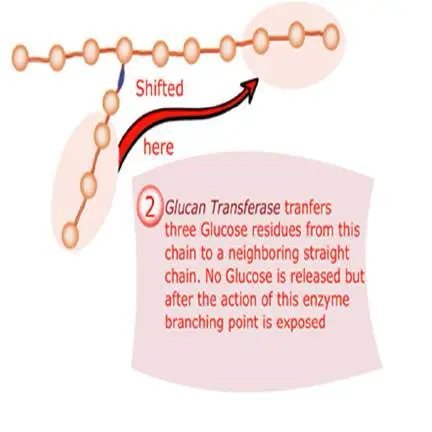 Shifted
here
2
Glucan Transferase tranfers
three Glucose residues from this
chain to a neighboring straight
chain. No Glucose is released but
after the action of this enzyme
branching point is exposed